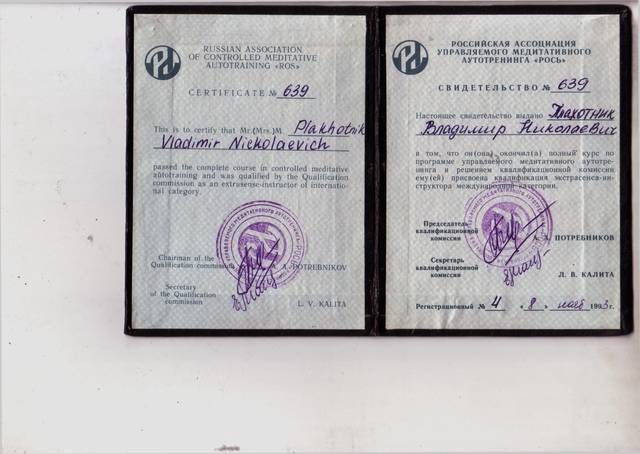 RUSSIAN ASSOCIATION
OF CONTROLLED MEDITATIVE
AUTOTRAINING «ROS»
CERTIFICATE № 639
This is to certify that Mr.(Mrs.)M. Plakhotnik
Vladimir Nickolaevich
passed the complete course in controlled meditative
autotraining and was qualified by the Qualification
commission as an extrasense-instructor of internatio-
nal category.
Chairman of the
Qualification commission A. A. POTREBNIKOV
Secretary
of the Qualification
commission L. V. KALITA
РОССИЙСКАЯ АССОЦИАЦИЯ
УПРАВЛЯЕМОГО МЕДИТАТИВНОГО
АУТОТРЕНИНГА «РОСЬ»
СВИДЕТЕЛЬСТВО № 639
Настоящее свидетельство выдано Плахотник
Владимир Николаевич
в том, что он(она) окончил(а) полный курс по
программе управляемого медитативного аутотре-
нинга и решением квалификационной комиссии
ему(ей) присвоена квалификация экстрасенса-ин-
структора международной категории.
Председатель
квалификационной
комиссии А. А. ПОТРЕБНИКОВ
Секретарь
квалификационной
комиссии Л. В. КАЛИТА
Регистрационный № 4 « 8 » 1993г.